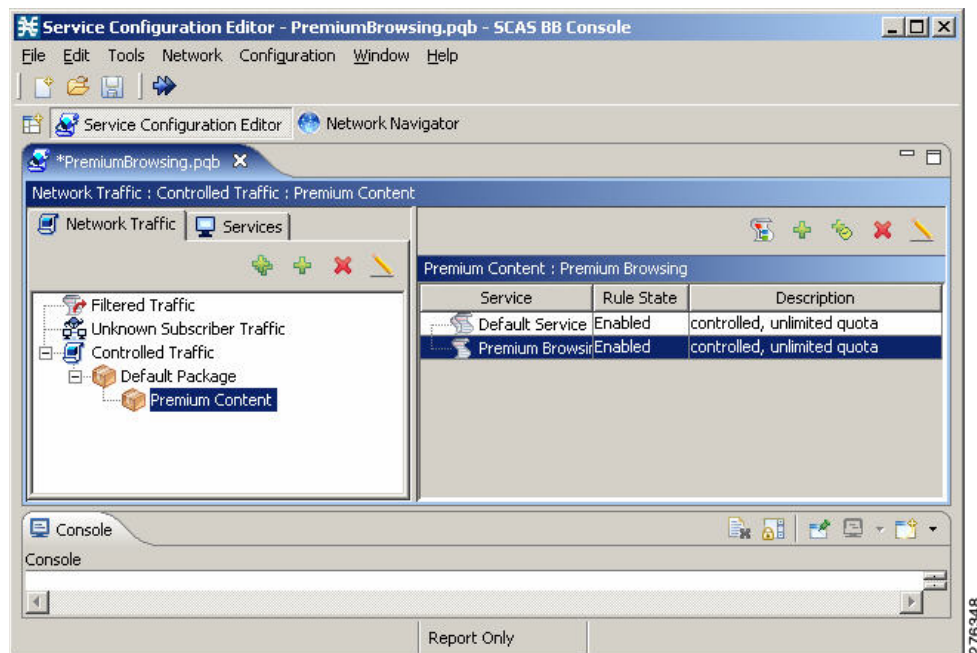 Service Configuration Editor - PremiumBrowsing.pqb - SCAS BB Console
File Edit Tools Network Configuration Window Help
Service Configuration Editor Network Navigator
*PremiumBrowsing.pqb
Network Traffic : Controlled Traffic : Premium Content
Network Traffic Services
Filtered Traffic
Unknown Subscriber Traffic
Controlled Traffic
Default Package
Premium Content
Premium Content : Premium Browsing
Service Rule State Description
Default Service Enabled controlled, unlimited quota
Premium Browsir Enabled controlled, unlimited quota
Console
Console
Report Only
276348